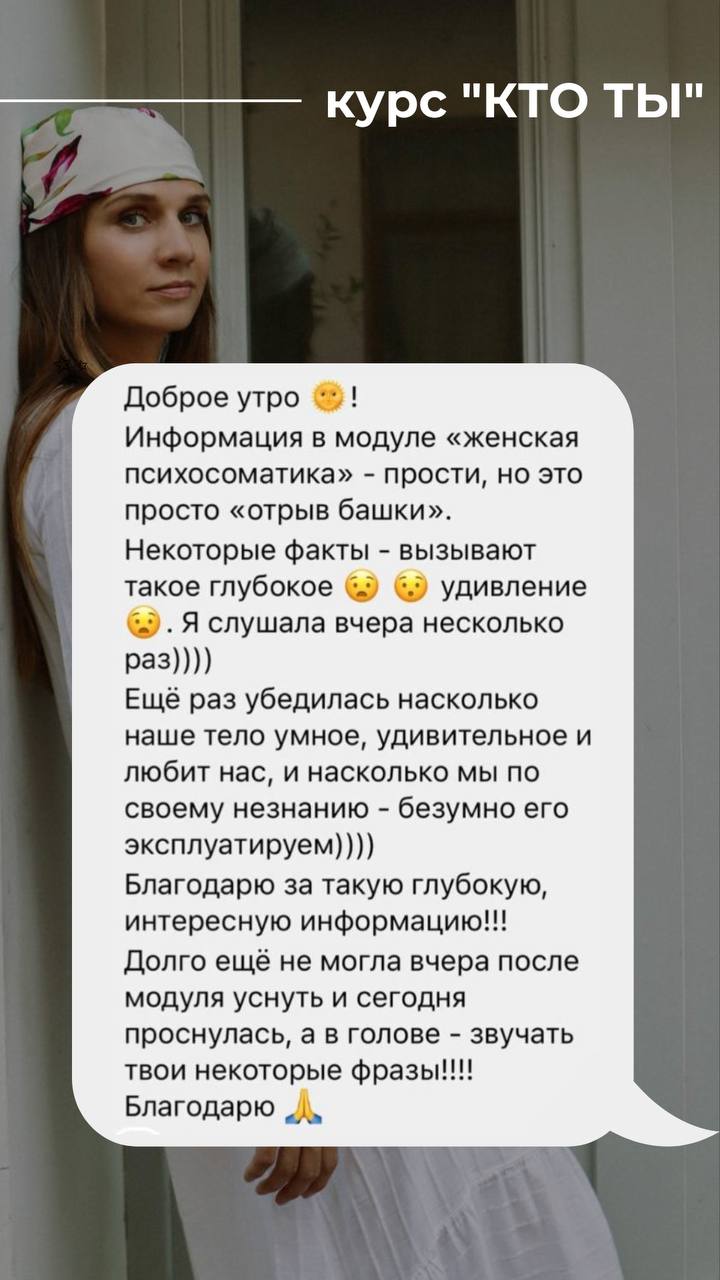 курс "КТО ТЫ"
Доброе утро 🌞!
Информация в модуле «женская
психосоматика» - прости, но это
просто «отрыв башки».
Некоторые факты - вызывают
такое глубокое 😧 😯 удивление
😧. Я слушала вчера несколько
раз))))
Ещё раз убедилась насколько
наше тело умное, удивительное и
любит нас, и насколько мы по
своему незнанию - безумно его
эксплуатируем))))
Благодарю за такую глубокую,
интересную информацию!!!
Долго ещё не могла вчера после
модуля уснуть и сегодня
проснулась, а в голове - звучать
твои некоторые фразы!!!!
Благодарю 🙏